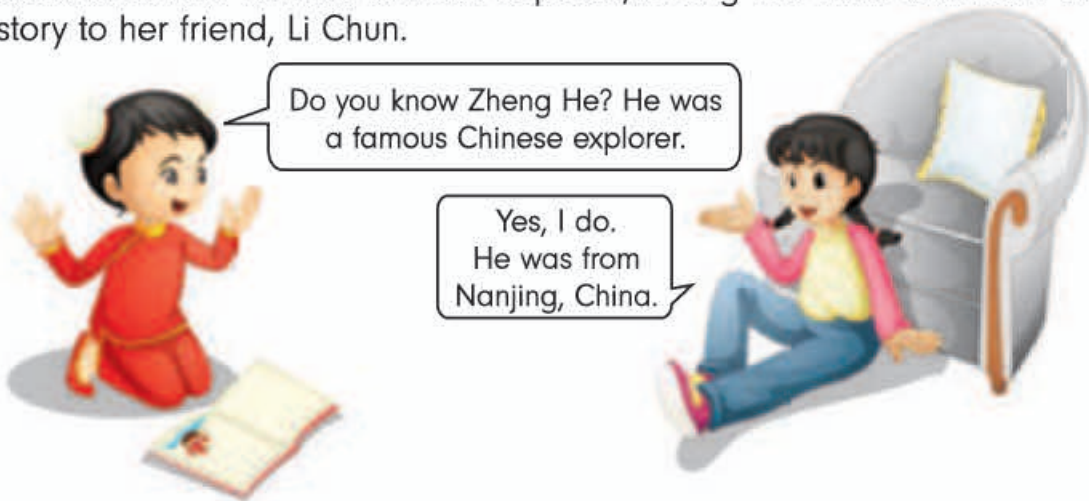 story to her friend, Li Chun.
Do you know Zheng He? He was
a famous Chinese explorer.
Yes, I do.
He was from
Nanjing, China.